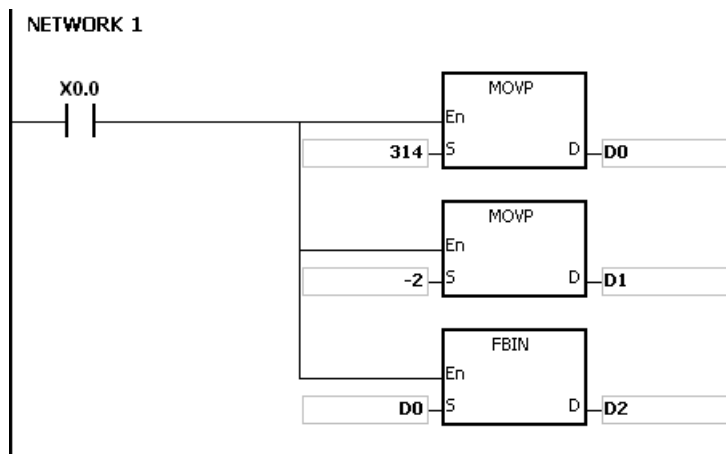 NETWORK 1
X0.0
MOVP
En
314 S D D0
MOVP
En
-2 S D D1
FBIN
En
D0 S D D2